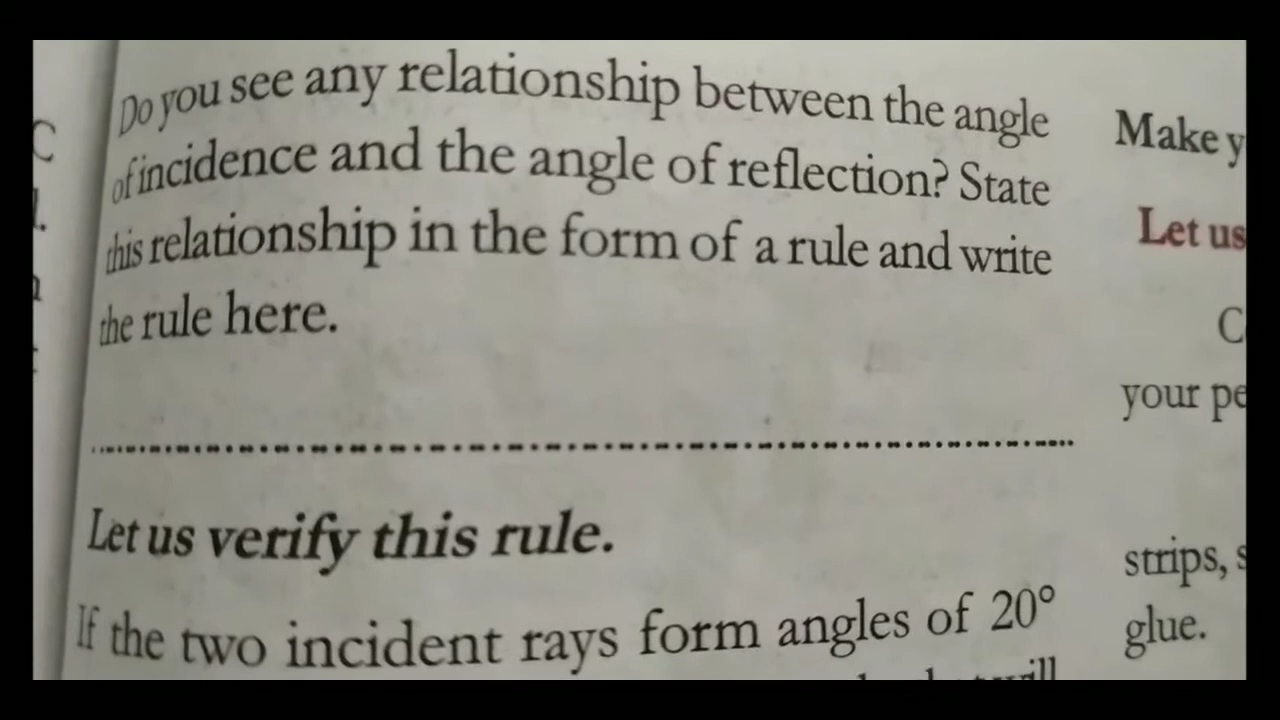 Do you see any relationship between the angle
of incidence and the angle of reflection? State
this relationship in the form of a rule and write
the rule here.
Let us verify this rule.
If the two incident rays form angles of 20°
Make y
Let us
C
your pe
strips, s
glue.